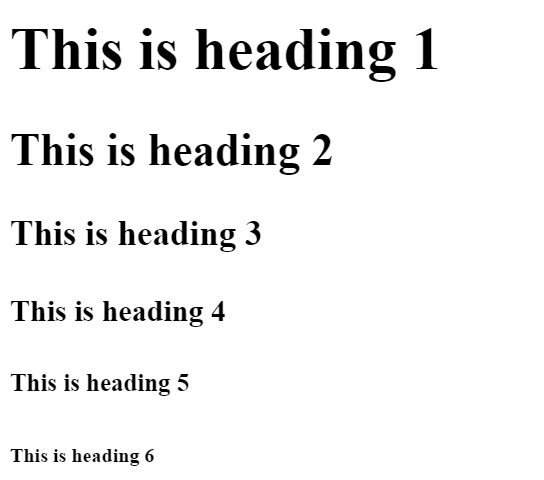 This is heading 1
This is heading 2
This is heading 3
This is heading 4
This is heading 5
This is heading 6